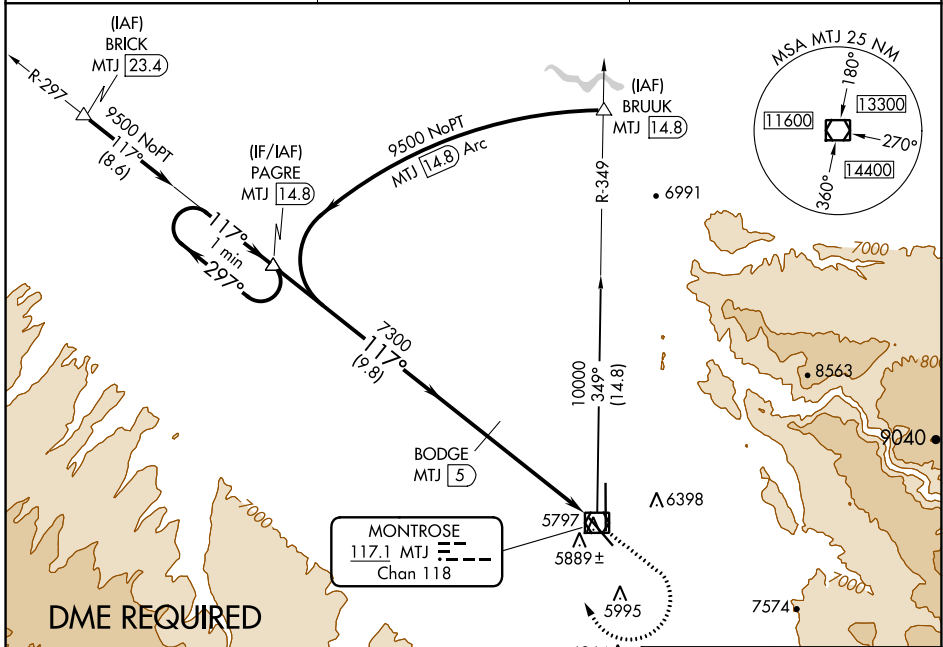 (IAF)
BRICK
MTJ 23.4
R-297
9500 NoPT
117°
(8.6)
(IF/IAF)
PAGRE
MTJ 14.8
117°
1 min
297°
9500 NoPT
MTJ 14.8 Arc
(IAF)
BRUUK
MTJ 14.8
R-349
6991
MSA MTJ 25 NM
180°
13300
11600
270°
14400
360°
7000
8563
9040
7300
117°
(9.8)
10000
349°
(14.8)
BODGE
MTJ 5
5797
6398
5889±
MONTROSE
117.1 MTJ
Chan 118
5995
7574
7000
7000
DME REQUIRED